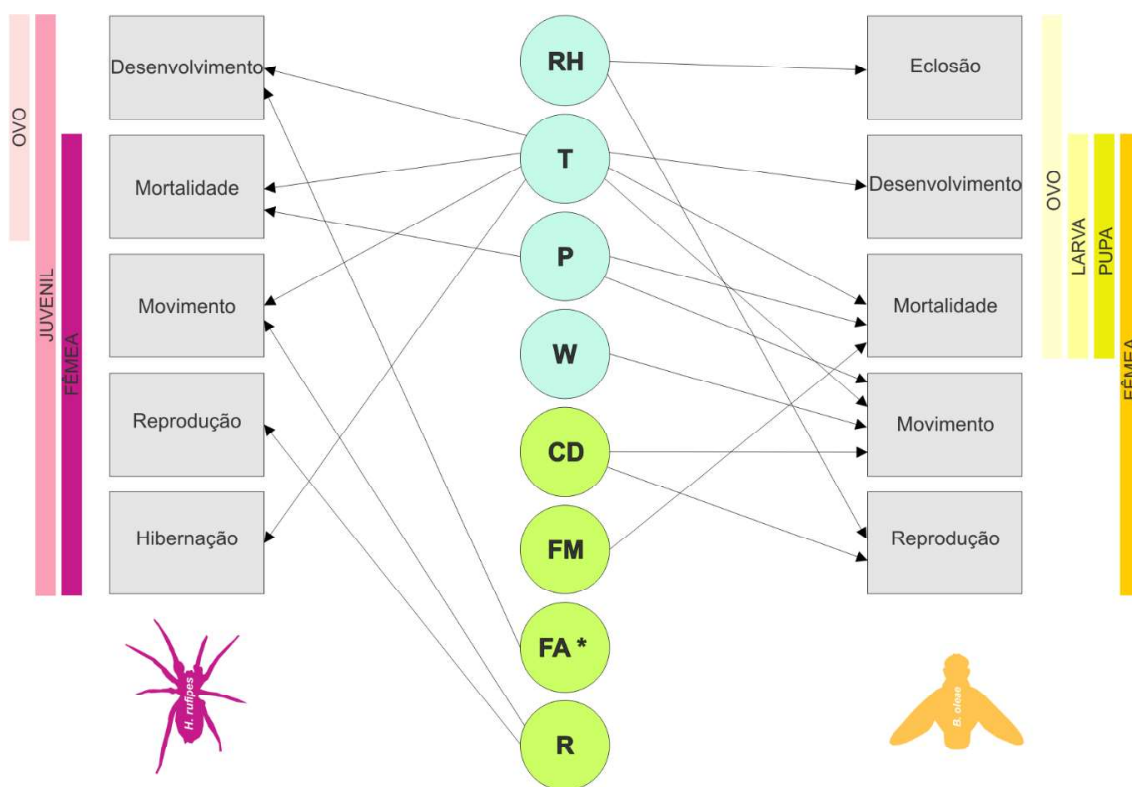 OVO
JUVENIL
FÊMEA
Desenvolvimento
Mortalidade
Movimento
Reprodução
Hibernação
H. rufipes
RH
T
P
W
CD
FM
FA *
R
Eclosão
Desenvolvimento
Mortalidade
Movimento
Reprodução
B. oleae
OVO
LARVA
PUPA
FÊMEA